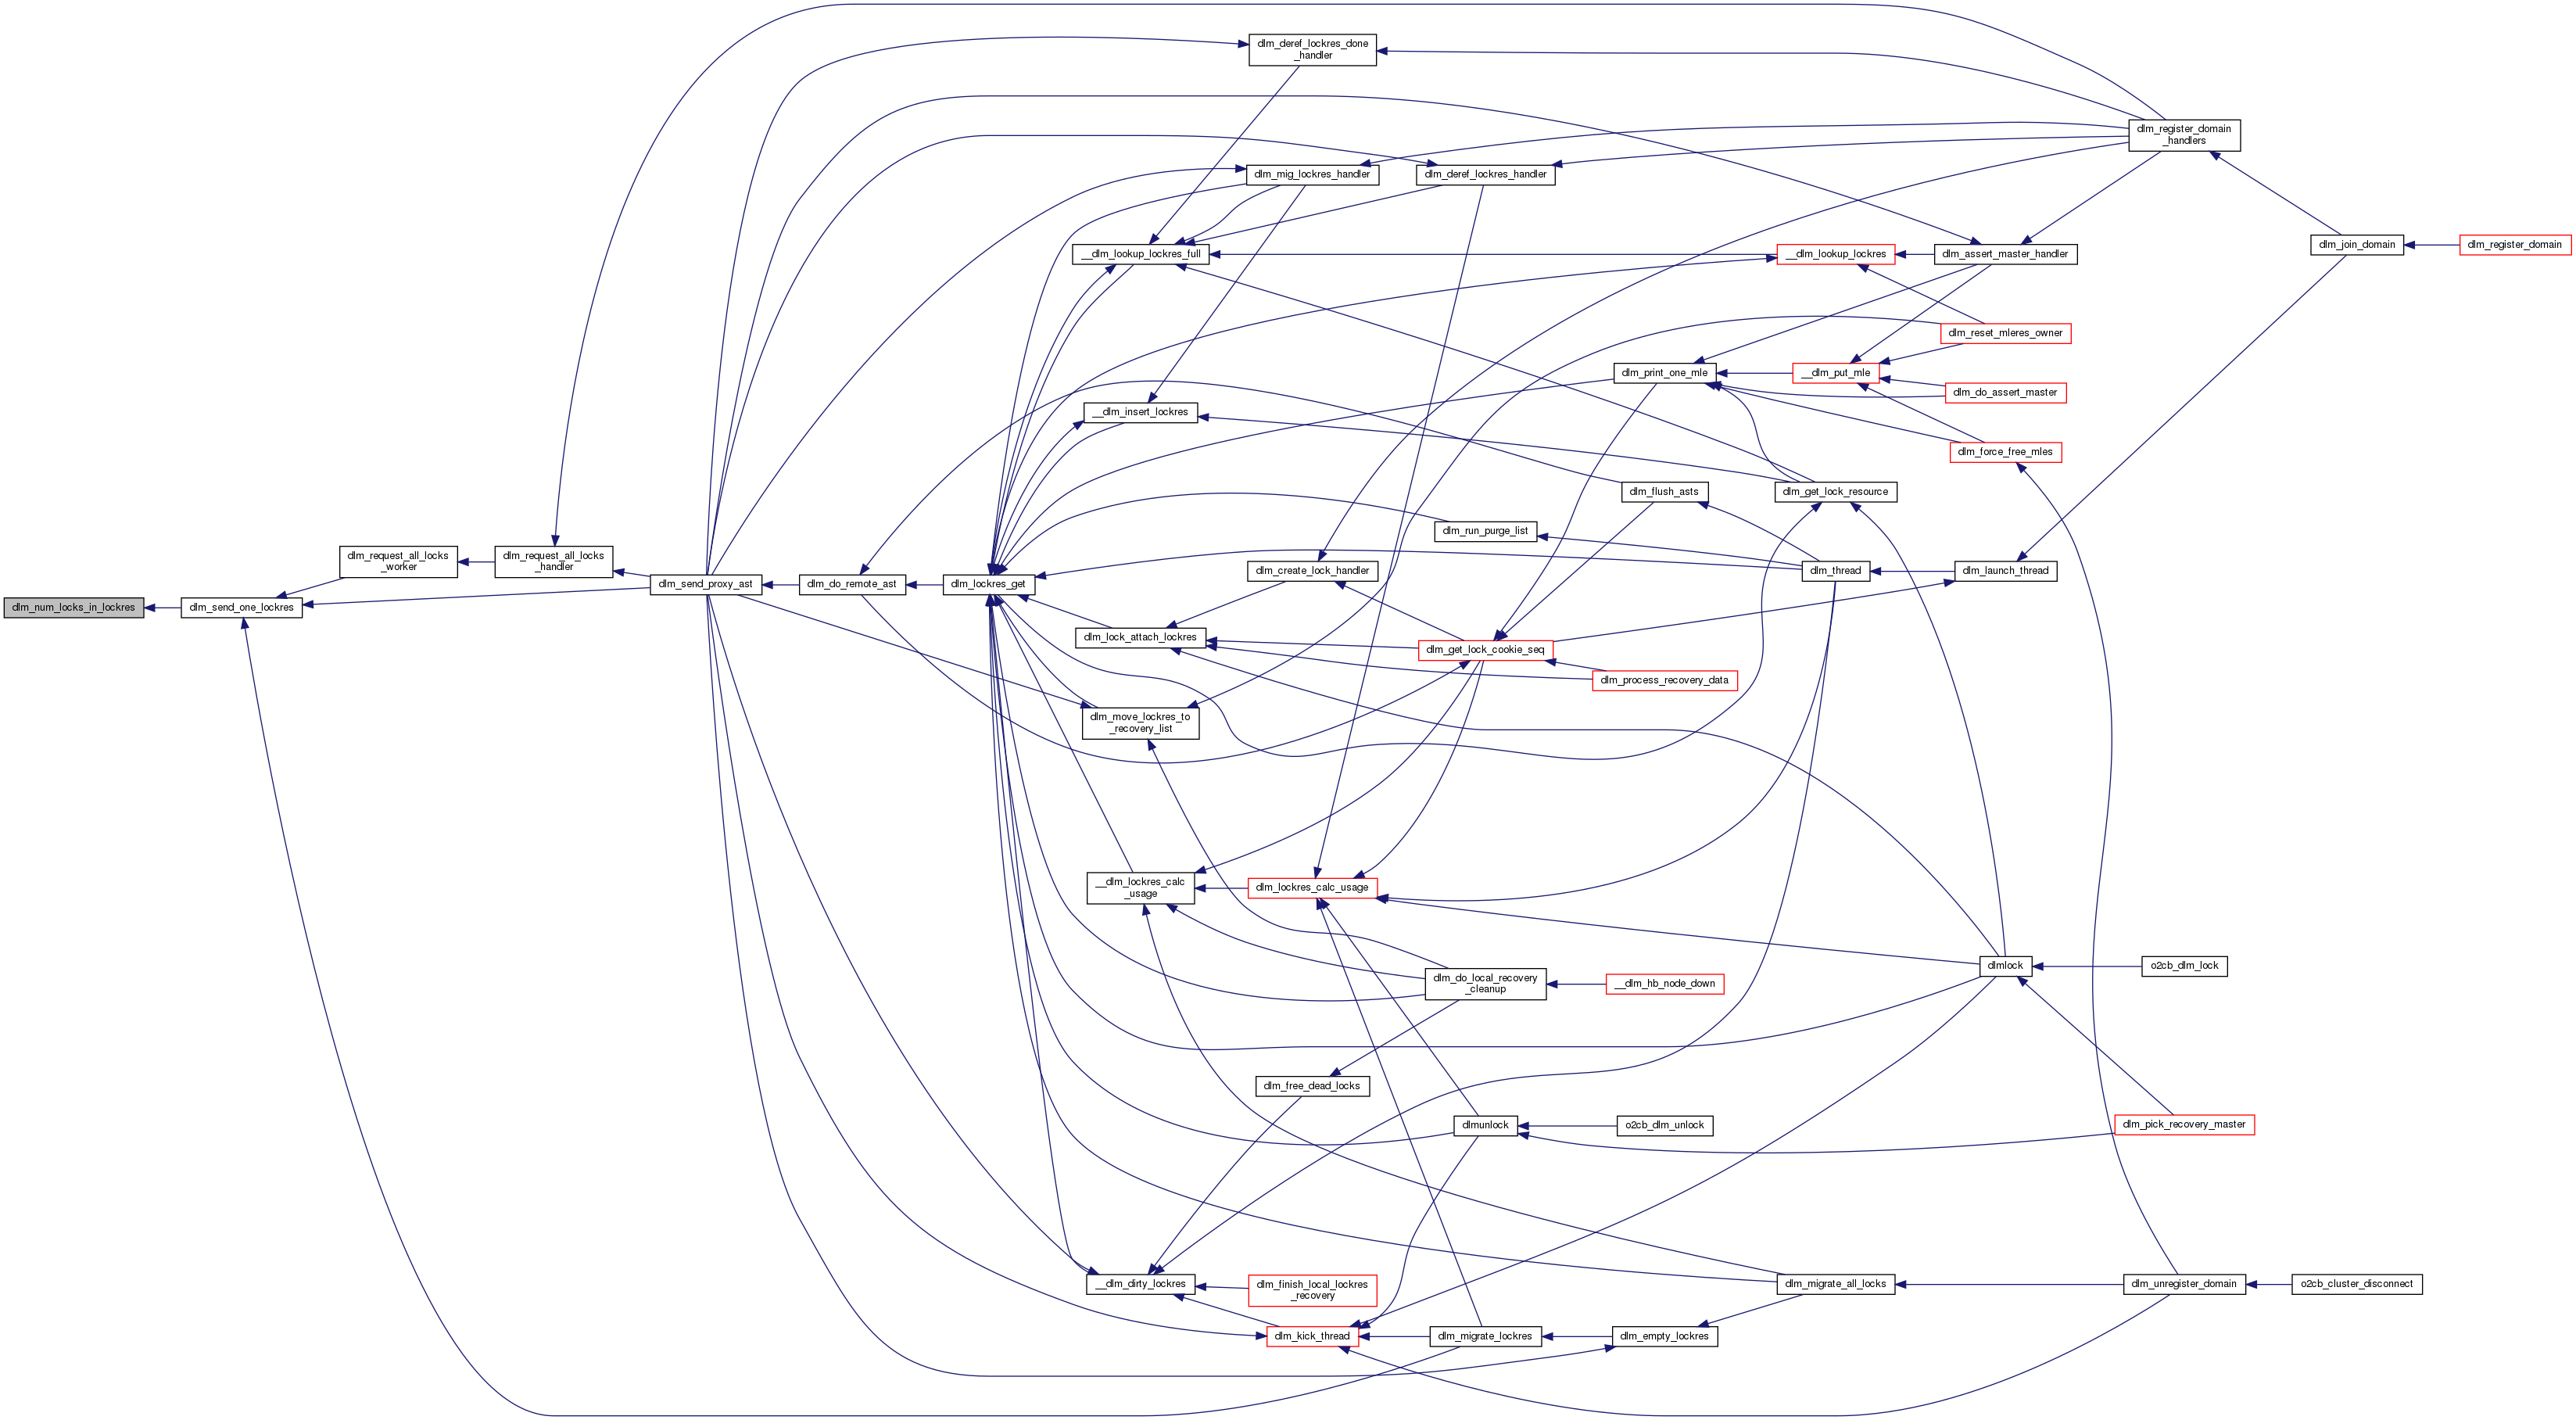 dlm_num_locks_in_lockres
dlm_send_one_lockres
dlm_request_all_locks
_worker
dlm_request_all_locks
_handler
dlm_send_proxy_ast
dlm_do_remote_ast
dlm_lockres_get
dlm_deref_lockres_done
_handler
dlm_mig_lockres_handler
dlm_deref_lockres_handler
__dlm_lookup_lockres_full
__dlm_lookup_lockres
__dlm_insert_lockres
dlm_print_one_mle
__dlm_put_mle
dlm_register_domain
_handlers
dlm_assert_master_handler
dlm_join_domain
dlm_register_domain
dlm_reset_mleres_owner
dlm_do_assert_master
dlm_force_free_mles
dlm_flush_asts
dlm_get_lock_resource
dlm_run_purge_list
dlm_create_lock_handler
dlm_thread
dlm_launch_thread
dlm_lock_attach_lockres
dlm_get_lock_cookie_seq
dlm_process_recovery_data
dlm_move_lockres_to
_recovery_list
__dlm_lockres_calc
_usage
dlm_lockres_calc_usage
dlm_do_local_recovery
_cleanup
__dlm_hb_node_down
dlmlock
o2cb_dlm_lock
dlm_free_dead_locks
dlmunlock
o2cb_dlm_unlock
dlm_pick_recovery_master
__dlm_dirty_lockres
dlm_finish_local_lockres
_recovery
dlm_kick_thread
dlm_migrate_lockres
dlm_empty_lockres
dlm_migrate_all_locks
dlm_unregister_domain
o2cb_cluster_disconnect